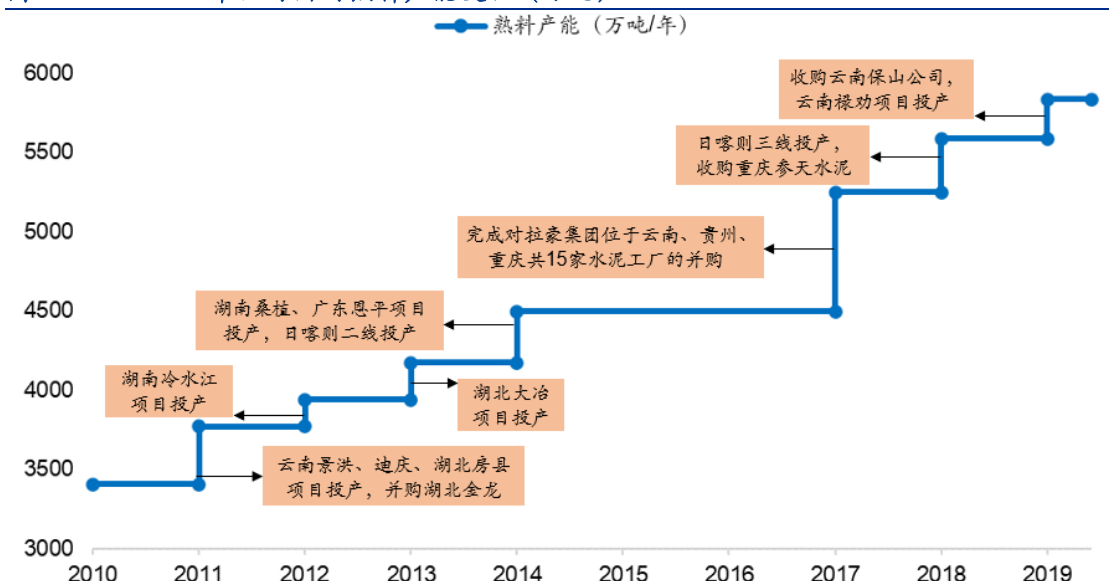 熟料产能（万吨/年）
6000
5500
5000
4500
4000
3500
3000
收购云南保山公司，
云南禄劝项目投产
日喀则三线投产，
收购重庆参天水泥
完成对拉豪集团位于云南、贵州、
重庆共15家水泥工厂的并购
湖南桑植、广东恩平项目
投产，日喀则二线投产
湖南冷水江
项目投产
湖北大冶
项目投产
云南景洪、迪庆、湖北房县
项目投产，并购湖北金龙
2010 2011 2012 2013 2014 2015 2016 2017 2018 2019